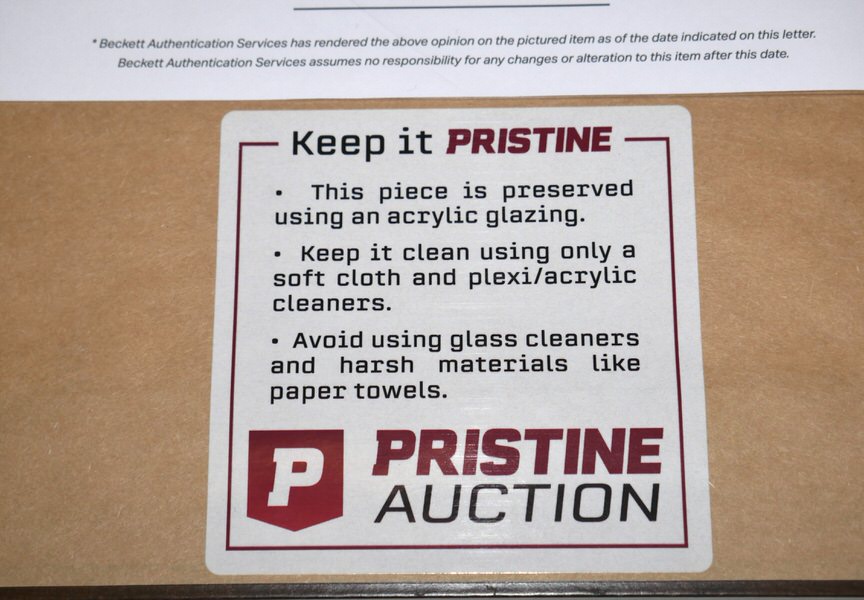 * Beckett Authentication Services has rendered the above opinion on the pictured item as of the date indicated on this letter.
Beckett Authentication Services assumes no responsibility for any changes or alteration to this item after this date.
Keep it PRISTINE
• This piece is preserved
using an acrylic glazing.
• Keep it clean using only a
soft cloth and plexi/acrylic
cleaners.
• Avoid using glass cleaners
and harsh materials like
paper towels.
P
PRISTINE
AUCTION